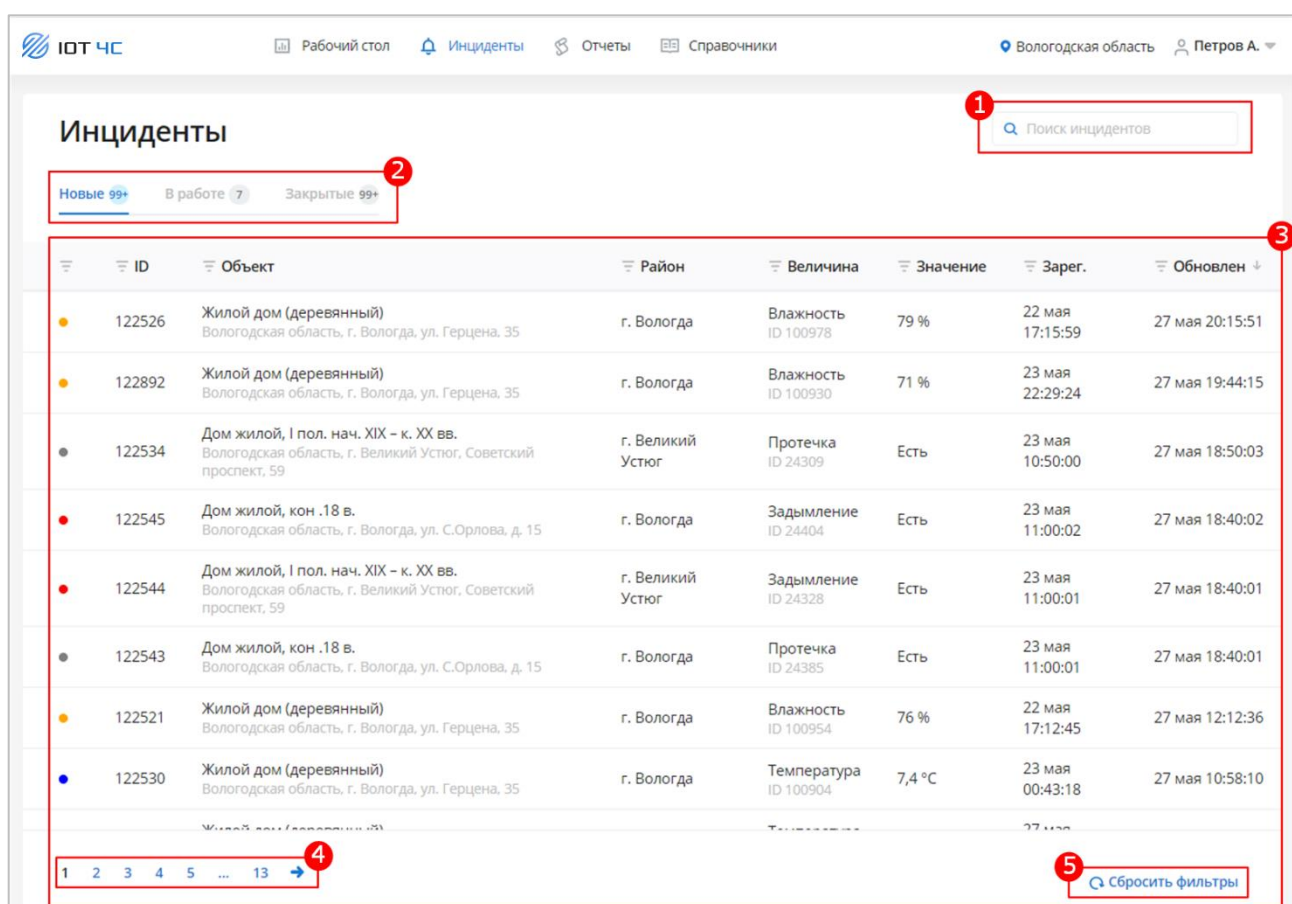 IOT ЧС
Рабочий стол
Инциденты
Отчеты
Справочники
Вологодская область
Петров А.
Инциденты
1
Поиск инцидентов
2
Новые 99+
В работе 7
Закрытые 99+
3
ID
Объект
Район
Величина
Значение
Зарег.
Обновлен
122526
Жилой дом (деревянный)
Вологодская область, г. Вологда, ул. Герцена, 35
г. Вологда
Влажность
ID 100978
79 %
22 мая
17:15:59
27 мая 20:15:51
122892
Жилой дом (деревянный)
Вологодская область, г. Вологда, ул. Герцена, 35
г. Вологда
Влажность
ID 100930
71 %
23 мая
22:29:24
27 мая 19:44:15
122534
Дом жилой, I пол. нач. XIX – к. XX вв.
Вологодская область, г. Великий Устюг, Советский
проспект, 59
г. Великий
Устюг
Протечка
ID 24309
Есть
23 мая
10:50:00
27 мая 18:50:03
122545
Дом жилой, кон .18 в.
Вологодская область, г. Вологда, ул. С.Орлова, д. 15
г. Вологда
Задымление
ID 24404
Есть
23 мая
11:00:02
27 мая 18:40:02
122544
Дом жилой, I пол. нач. XIX – к. XX вв.
Вологодская область, г. Великий Устюг, Советский
проспект, 59
г. Великий
Устюг
Задымление
ID 24328
Есть
23 мая
11:00:01
27 мая 18:40:01
122543
Дом жилой, кон .18 в.
Вологодская область, г. Вологда, ул. С.Орлова, д. 15
г. Вологда
Протечка
ID 24385
Есть
23 мая
11:00:01
27 мая 18:40:01
122521
Жилой дом (деревянный)
Вологодская область, г. Вологда, ул. Герцена, 35
г. Вологда
Влажность
ID 100954
76 %
22 мая
17:12:45
27 мая 12:12:36
122530
Жилой дом (деревянный)
Вологодская область, г. Вологда, ул. Герцена, 35
г. Вологда
Температура
ID 100904
7,4 °C
23 мая
00:43:18
27 мая 10:58:10
Жилой дом (деревянный)
Температура
27 мая
4
1 2 3 4 5 ... 13
5
Сбросить фильтры